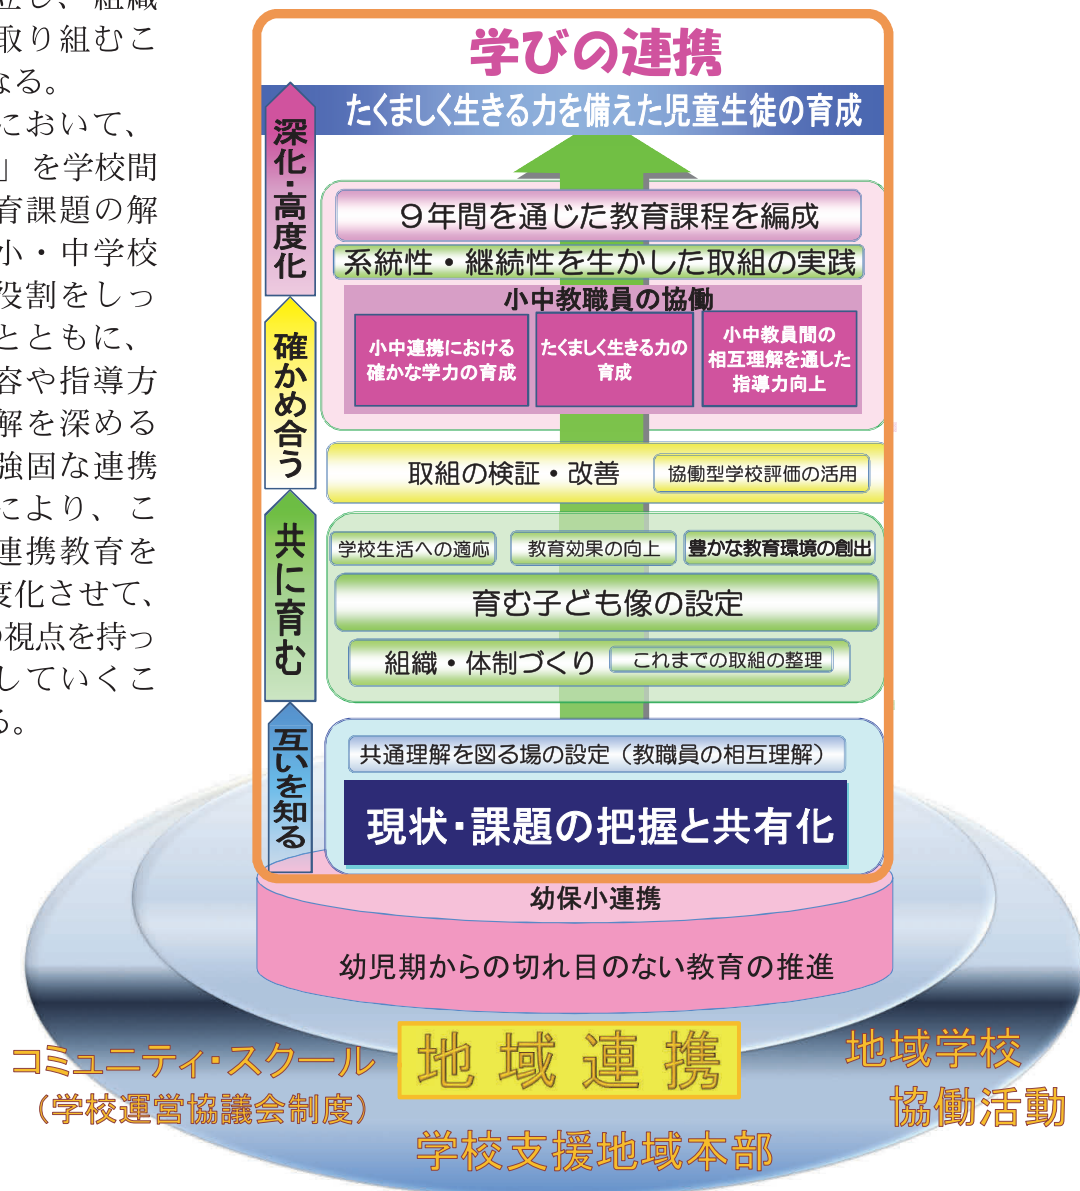 立し、組織
取り組むこ
なる。
において、
」を学校間
育課題の解
小・中学校
役割をしっ
とともに、
容や指導方
解を深める
強固な連携
により、こ
連携教育を
度化させて、
の視点を持っ
していくこ
る。
学びの連携
たくましく生きる力を備えた児童生徒の育成
深化・高度化
9年間を通じた教育課程を編成
系統性・継続性を生かした取組の実践
小中教職員の協働
小中連携における
確かな学力の育成
たくましく生きる力の
育成
小中教員間の
相互理解を通した
指導力向上
確かめ合う
取組の検証・改善
協働型学校評価の活用
共に育む
学校生活への適応
教育効果の向上
豊かな教育環境の創出
育む子ども像の設定
組織・体制づくり
これまでの取組の整理
互いを知る
共通理解を図る場の設定（教職員の相互理解）
現状・課題の把握と共有化
幼保小連携
幼児期からの切れ目のない教育の推進
地域連携
コミュニティ・スクール
（学校運営協議会制度）
地域学校
協働活動
学校支援地域本部